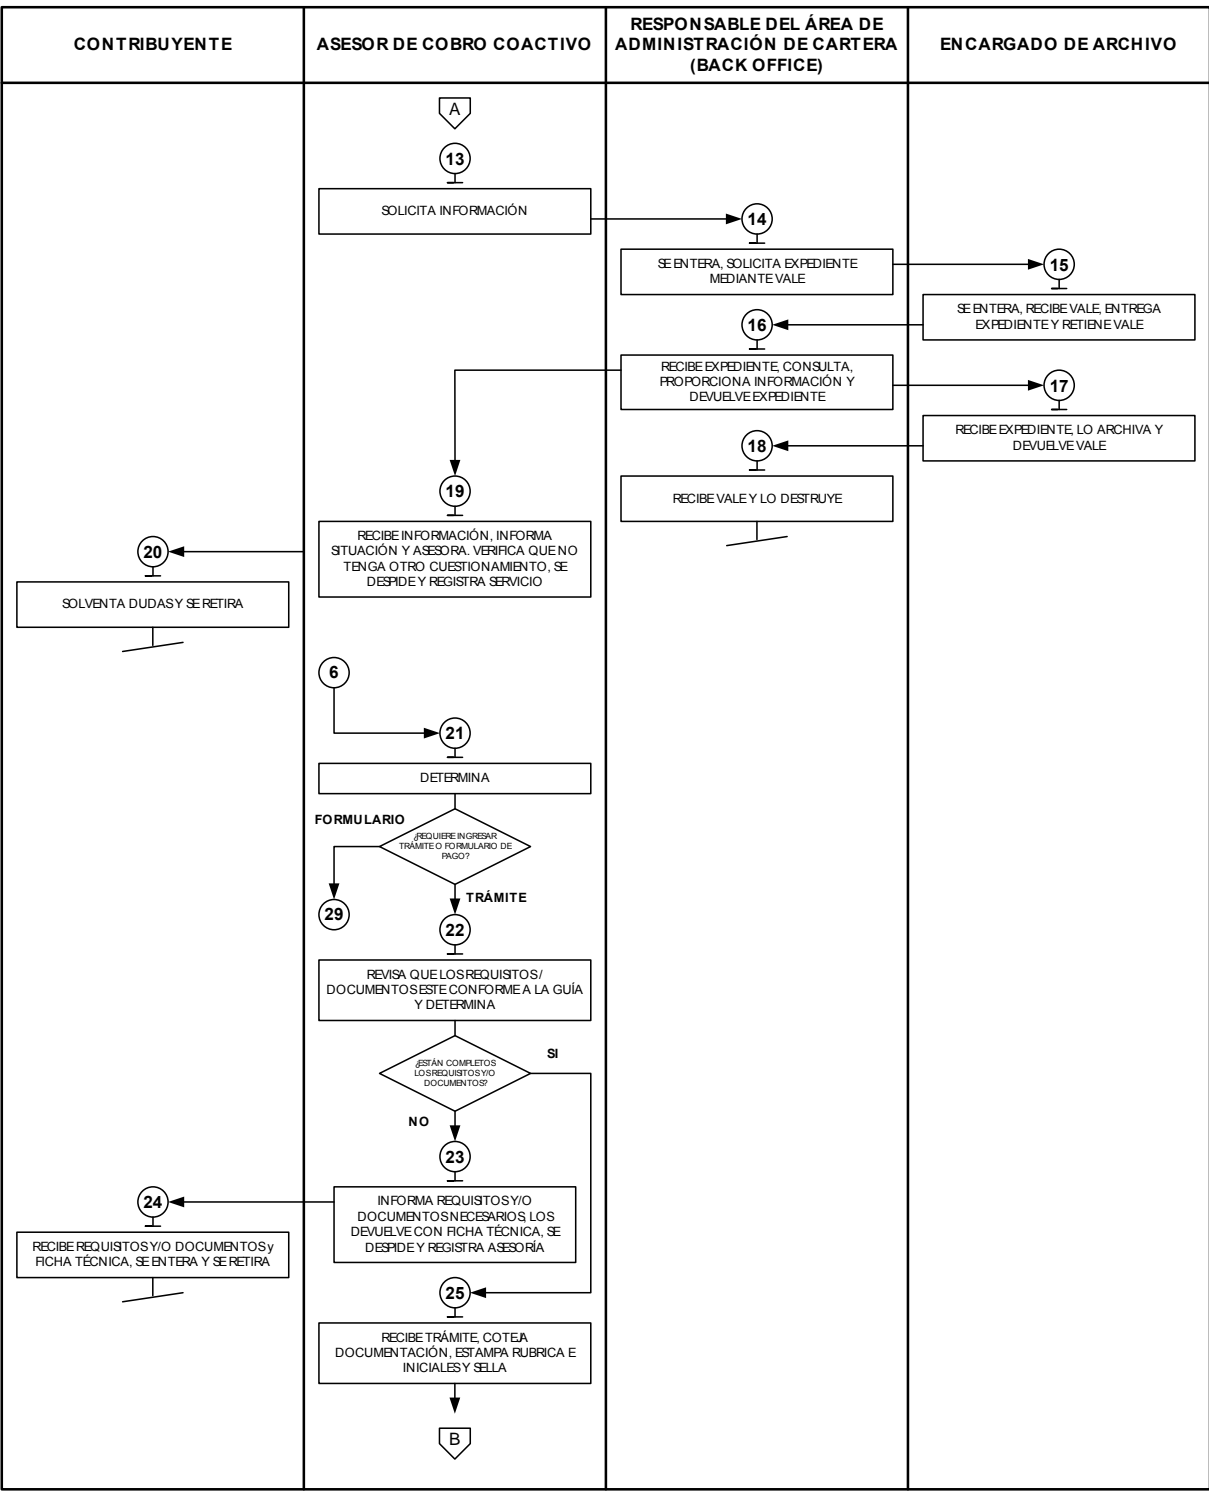 CONTRIBUYENTE
ASESOR DE COBRO COACTIVO
RESPONSABLE DEL ÁREA DE
ADMINISTRACIÓN DE CARTERA
(BACK OFFICE)
ENCARGADO DE ARCHIVO
A
13
SOLICITA INFORMACIÓN
14
SE ENTERA, SOLICITA EXPEDIENTE
MEDIANTE VALE
15
SE ENTERA, RECIBE VALE, ENTREGA
EXPEDIENTE Y RETIENE VALE
16
RECIBE EXPEDIENTE, CONSULTA,
PROPORCIONA INFORMACIÓN Y
DEVUELVE EXPEDIENTE
17
RECIBE EXPEDIENTE, LO ARCHIVA Y
DEVUELVE VALE
18
RECIBE VALE Y LO DESTRUYE
19
RECIBE INFORMACIÓN, INFORMA
SITUACIÓN Y ASESORA. VERIFICA QUE NO
TENGA OTRO CUESTIONAMIENTO, SE
DESPIDE Y REGISTRA SERVICIO
20
SOLVENTA DUDAS Y SE RETIRA
6
21
DETERMINA
FORMULARIO
¿REQUIERE INGRESAR
TRÁMITE O FORMULARIO DE
PAGO?
TRÁMITE
29
22
REVISA QUE LOS REQUISITOS /
DOCUMENTOS ESTE CONFORME A LA GUÍA
Y DETERMINA
¿ESTÁN COMPLETOS
LOS REQUISITOS Y/O
DOCUMENTOS?
SI
NO
23
INFORMA REQUISITOS Y/O
DOCUMENTOS NECESARIOS, LOS
DEVUELVE CON FICHA TÉCNICA, SE
DESPIDE Y REGISTRA ASESORÍA
24
RECIBE REQUISITOS Y/O DOCUMENTOS y
FICHA TÉCNICA, SE ENTERA Y SE RETIRA
25
RECIBE TRÁMITE, COTEJA
DOCUMENTACIÓN, ESTAMPA RUBRICA E
INICIALES Y SELLA
B